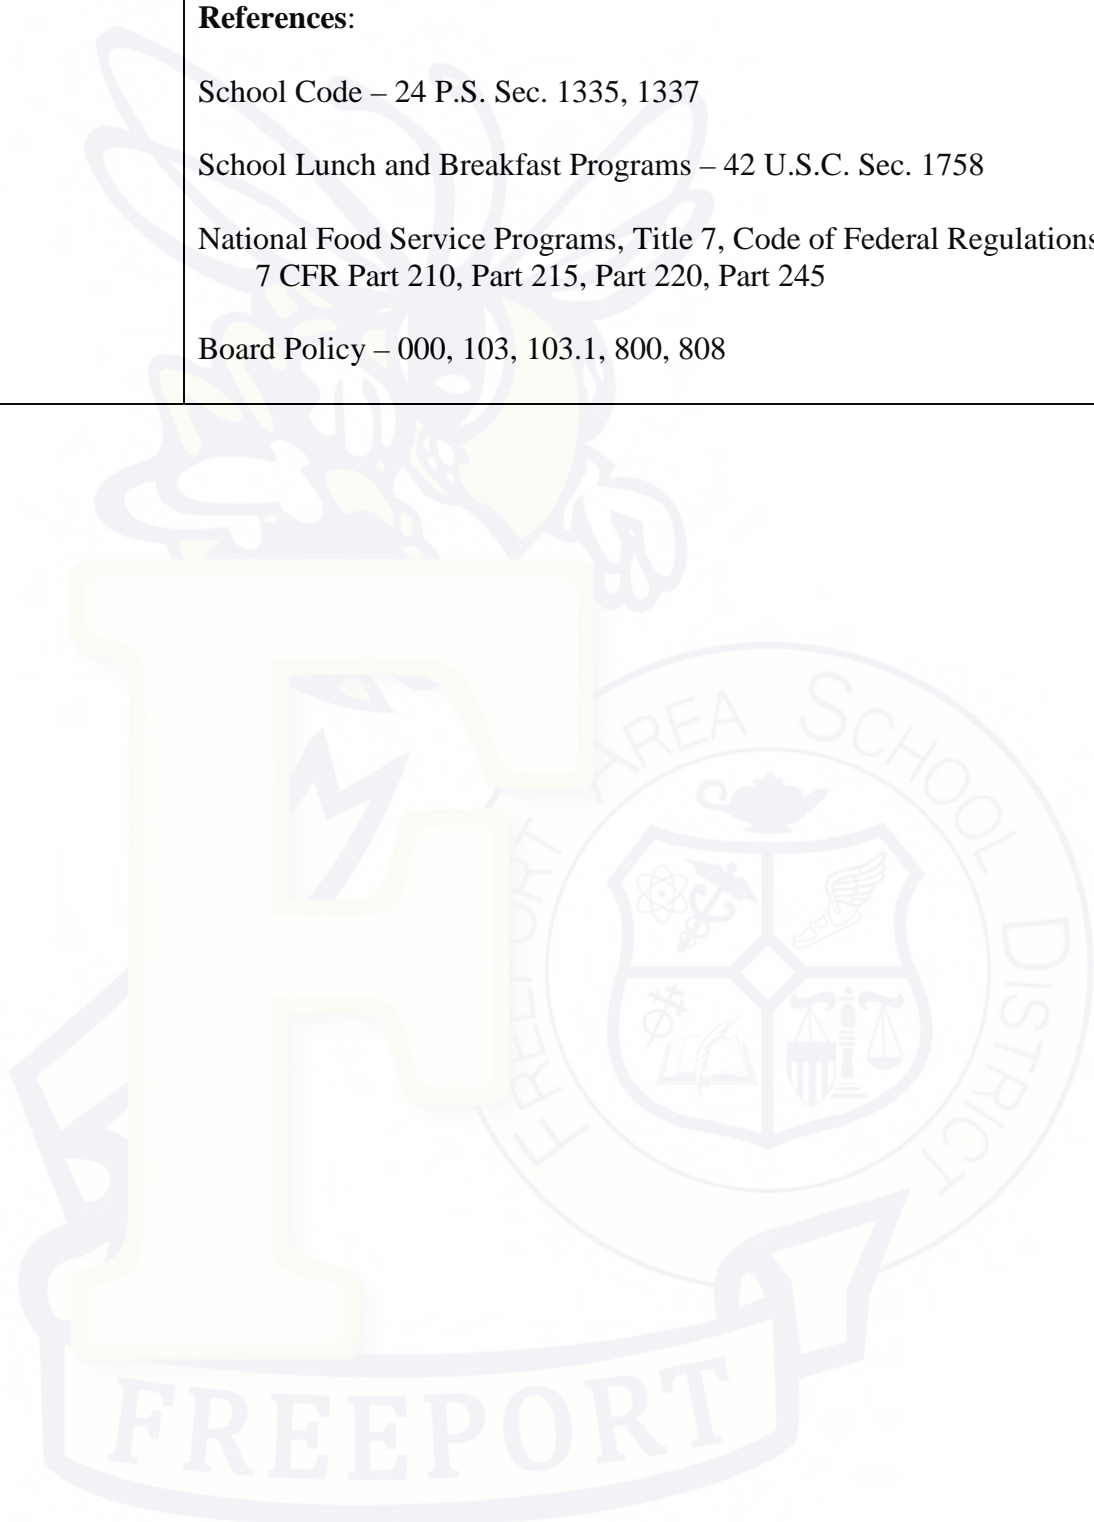 References:
School Code – 24 P.S. Sec. 1335, 1337
School Lunch and Breakfast Programs – 42 U.S.C. Sec. 1758
National Food Service Programs, Title 7, Code of Federal Regulations
7 CFR Part 210, Part 215, Part 220, Part 245
Board Policy – 000, 103, 103.1, 800, 808
FREEPORT AREA SCHOOL DISTRICT
FREEPORT